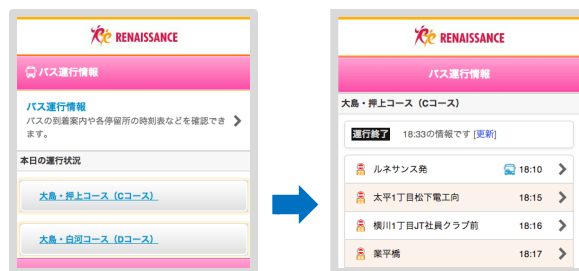 RENAISSANCE
バス運行情報
バス運行情報
バスの到着案内や各停留所の時刻表などを確認でき
ます。
本日の運行状況
大島・押上コース（Cコース）
大島・白河コース（Dコース）
RENAISSANCE
バス運行情報
大島・押上コース（Cコース）
運行終了 18:33の情報です [更新]
ルネサンス発 18:10
太平1丁目松下電工向 18:15
横川1丁目JT社員クラブ前 18:16
業平橋 18:17